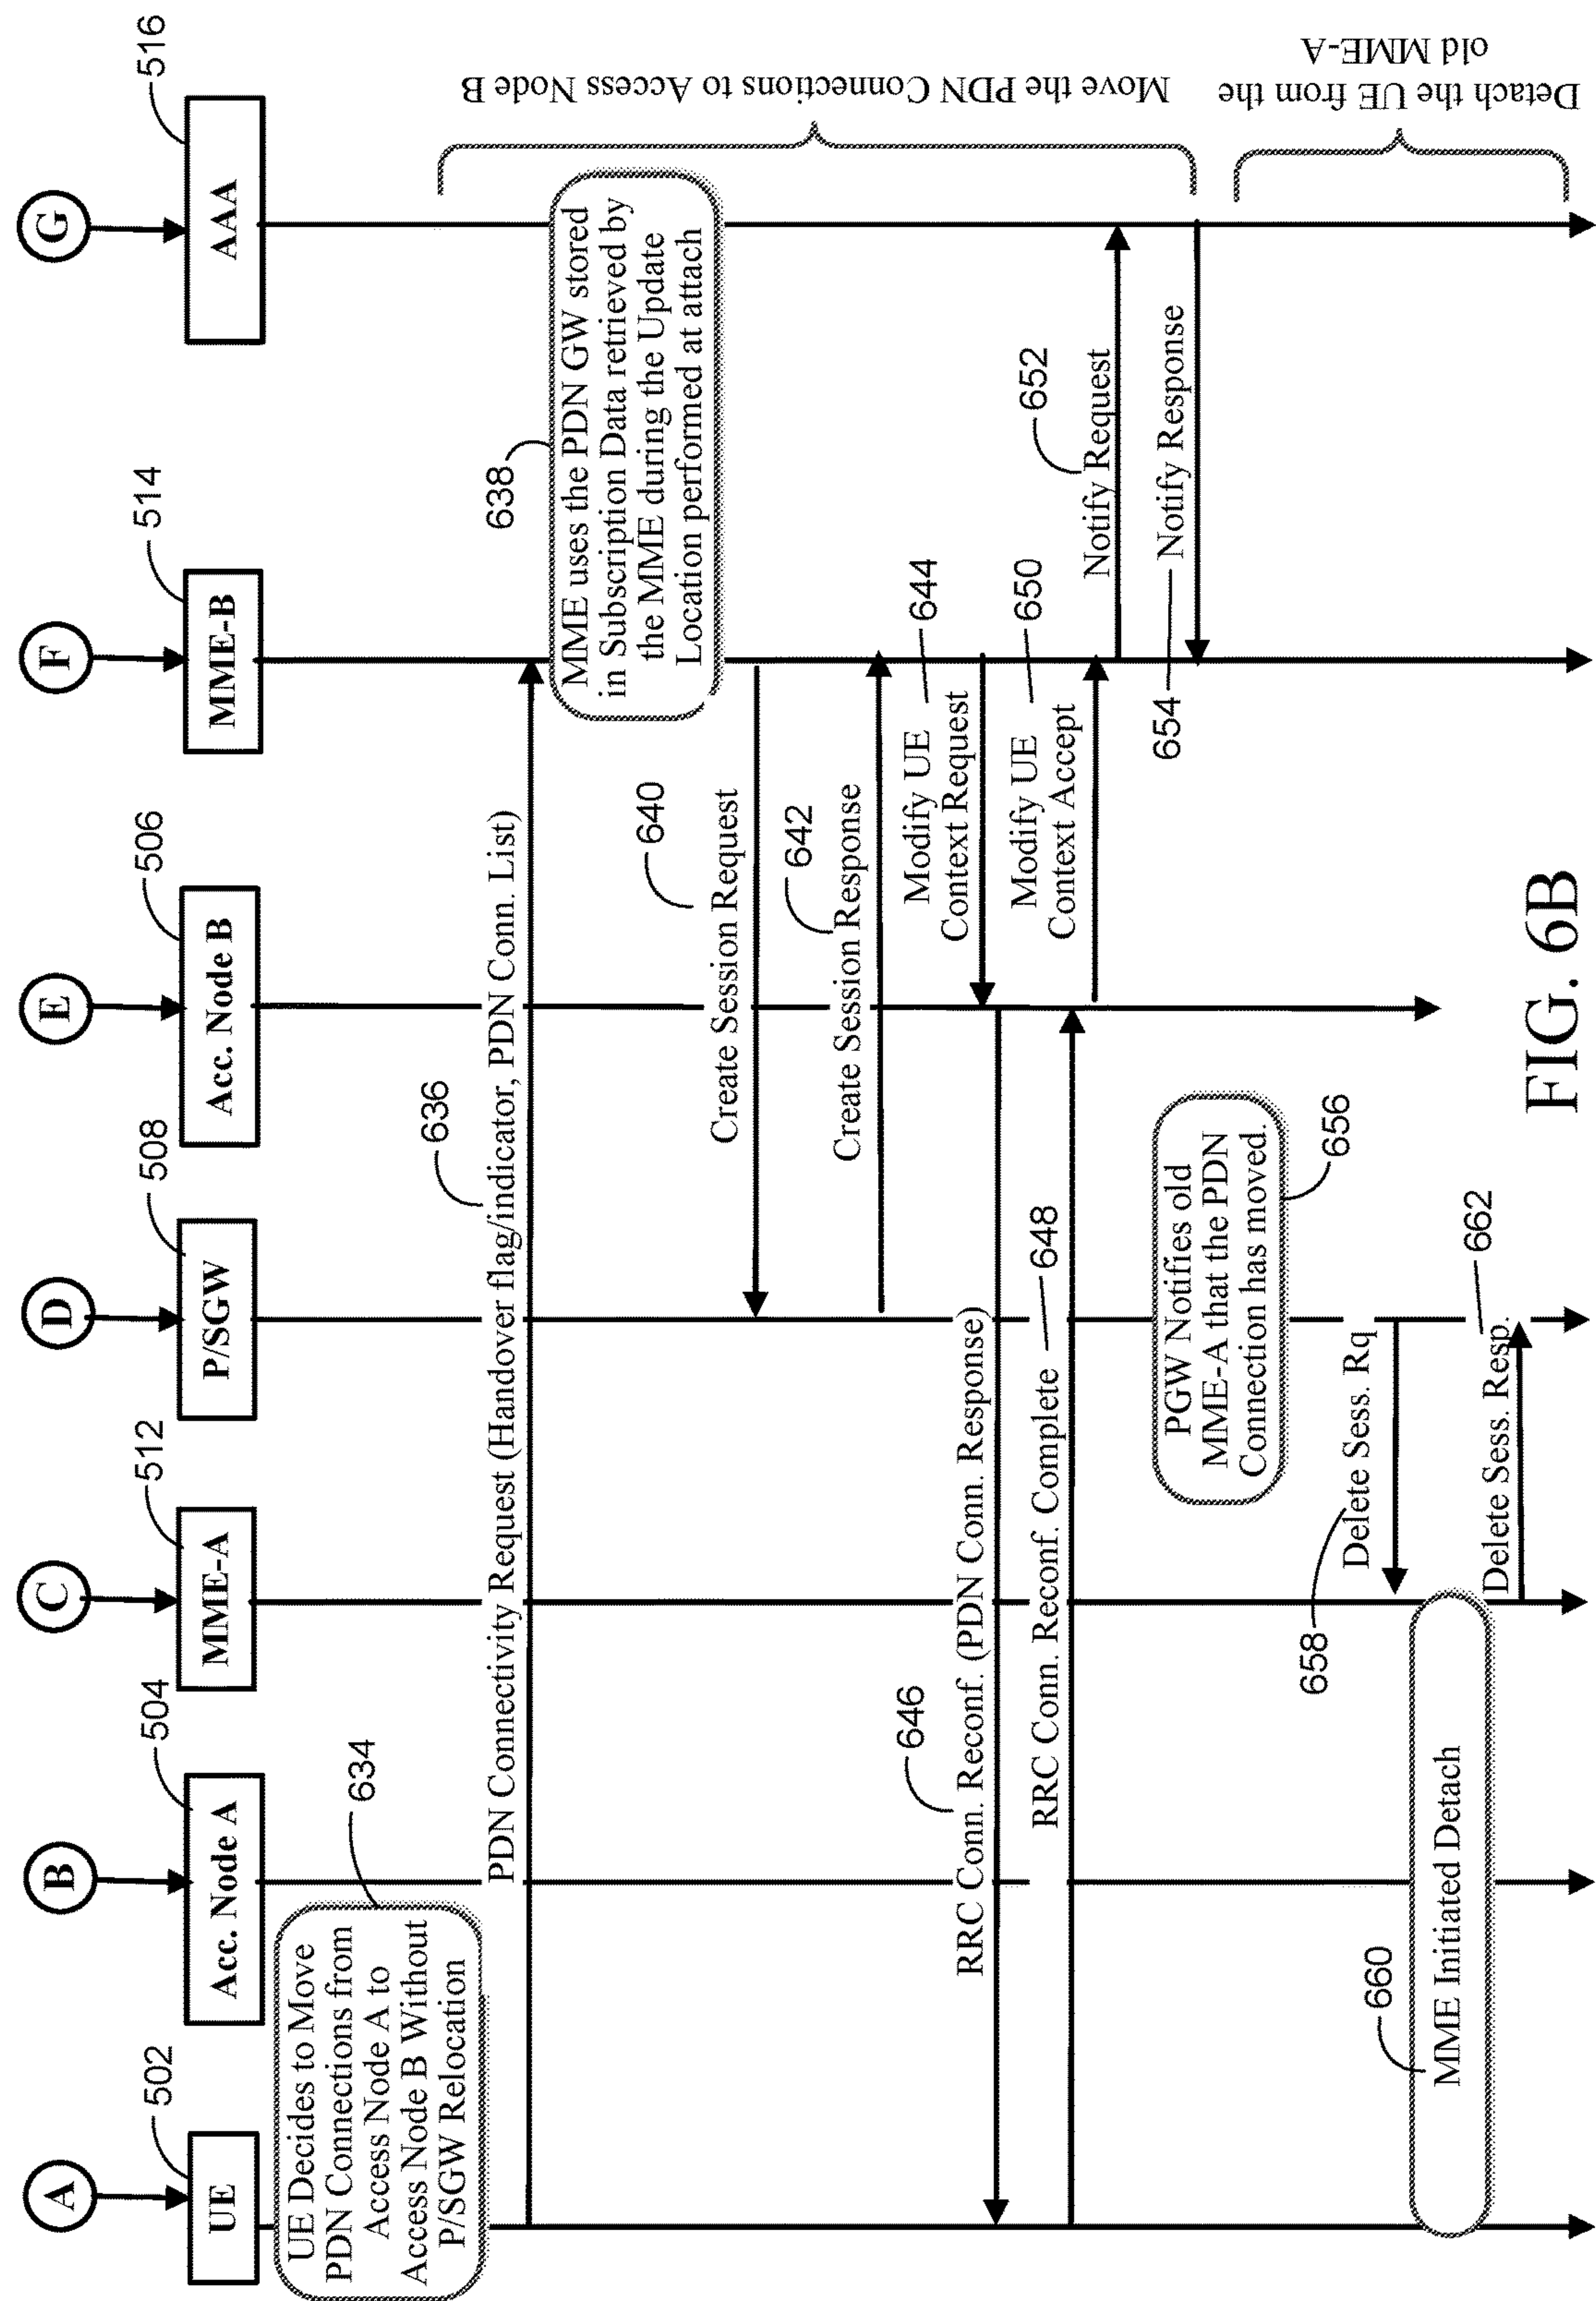 A
B
C
D
E
F
G
502
504
512
508
506
514
516
UE
Acc. Node A
MME-A
P/SGW
Acc. Node B
MME-B
AAA
UE Decides to Move
PDN Connections from
Access Node A to
Access Node B Without
P/SGW Relocation
634
636
PDN Connectivity Request (Handover flag/indicator, PDN Conn. List)
638
MME uses the PDN GW stored
in Subscription Data retrieved by
the MME during the Update
Location performed at attach
Move the PDN Connections to Access Node B
640
Create Session Request
642
Create Session Response
644
Modify UE
Context Request
646
RRC Conn. Reconf. (PDN Conn. Response)
RRC Conn. Reconf. Complete
648
650
Modify UE
Context Accept
652
Notify Request
654
Notify Response
PGW Notifies old
MME-A that the PDN
Connection has moved.
656
Detach the UE from the
old MME-A
658
Delete Sess. Rq
660
MME Initiated Detach
662
Delete Sess. Resp.
FIG. 6B